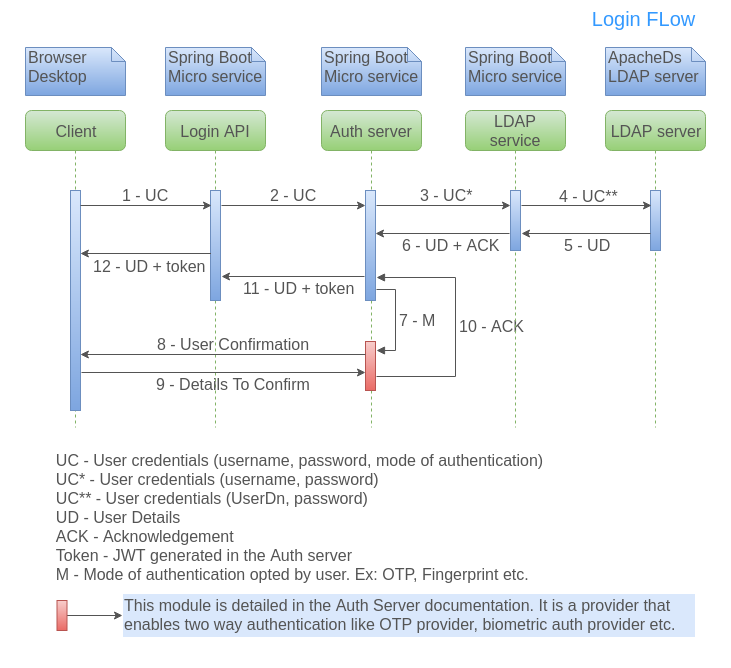 Login FLow
Browser
Desktop
Spring Boot
Micro service
Spring Boot
Micro service
Spring Boot
Micro service
ApacheDs
LDAP server
Client
Login API
Auth server
LDAP
service
LDAP server
1 - UC
2 - UC
3 - UC*
4 - UC**
6 - UD + ACK
5 - UD
12 - UD + token
11 - UD + token
7 - M
10 - ACK
8 - User Confirmation
9 - Details To Confirm
UC - User credentials (username, password, mode of authentication)
UC* - User credentials (username, password)
UC** - User credentials (UserDn, password)
UD - User Details
ACK - Acknowledgement
Token - JWT generated in the Auth server
M - Mode of authentication opted by user. Ex: OTP, Fingerprint etc.
This module is detailed in the Auth Server documentation. It is a provider that
enables two way authentication like OTP provider, biometric auth provider etc.